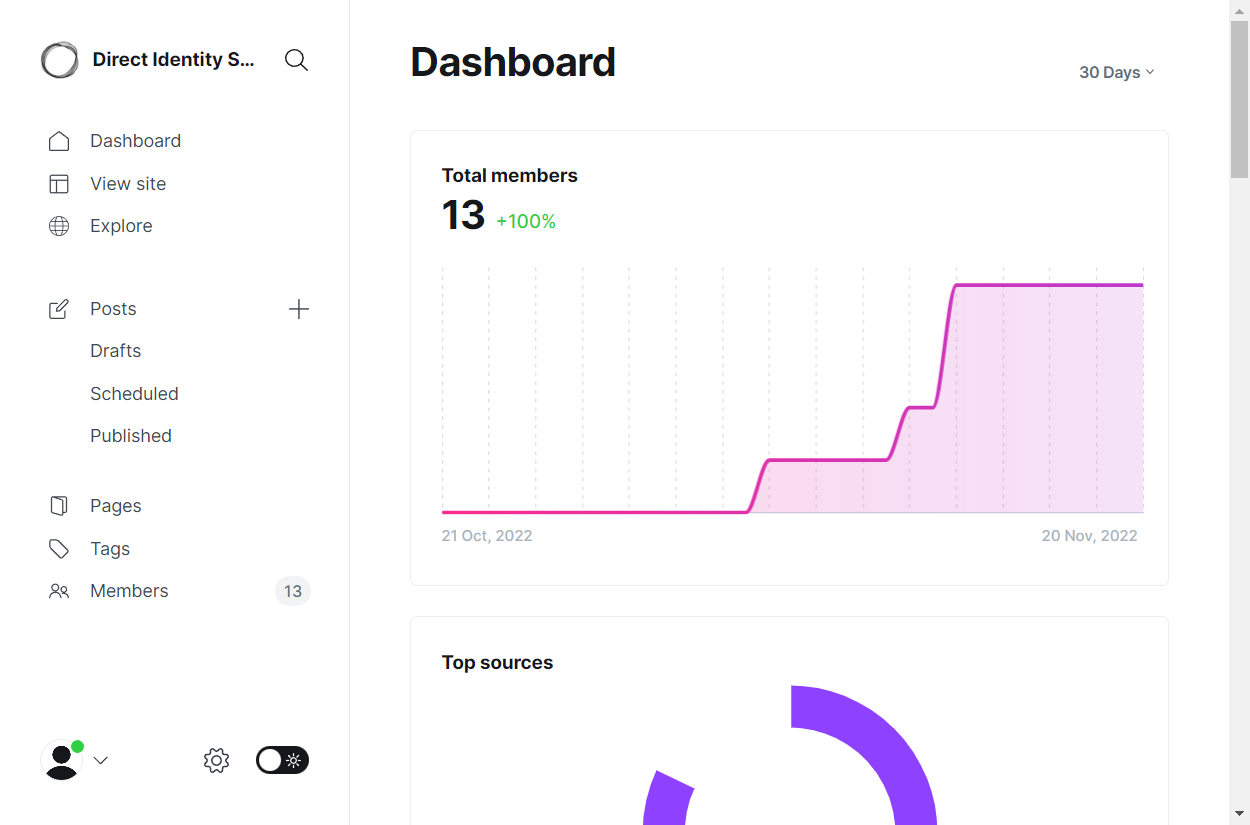 Direct Identity S...
Dashboard
View site
Explore
Posts
Drafts
Scheduled
Published
Pages
Tags
Members
13
Dashboard
30 Days
Total members
13 +100%
21 Oct, 2022
20 Nov, 2022
Top sources